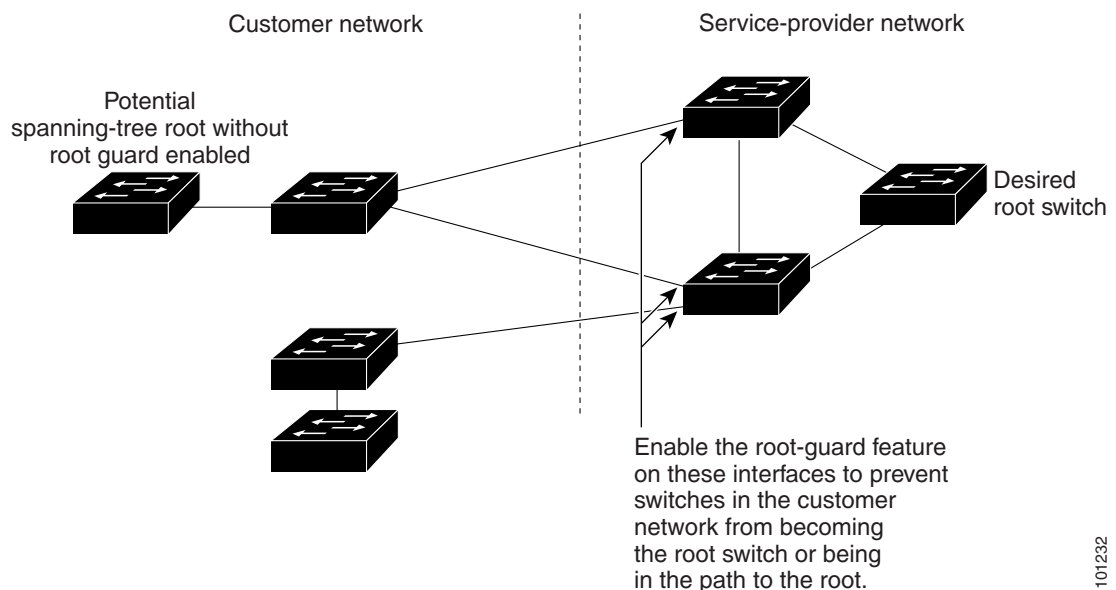 Customer network
Service-provider network
Potential
spanning-tree root without
root guard enabled
Desired
root switch
Enable the root-guard feature
on these interfaces to prevent
switches in the customer
network from becoming
the root switch or being
in the path to the root.
101232